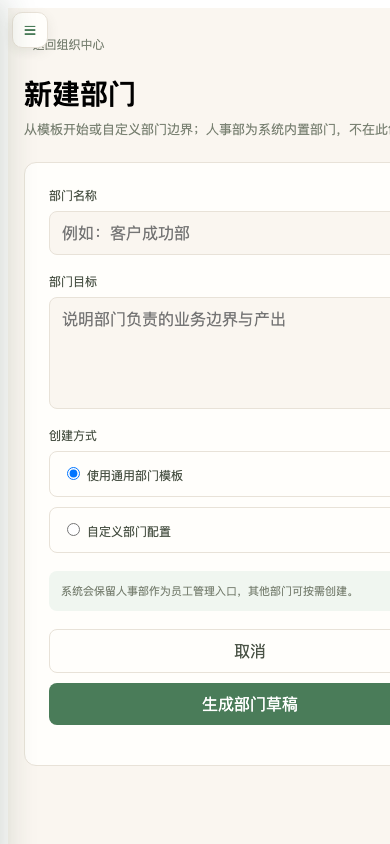 返回组织中心
新建部门
从模板开始或自定义部门边界；人事部为系统内置部门，不在此
部门名称
例如：客户成功部
部门目标
说明部门负责的业务边界与产出
创建方式
使用通用部门模板
自定义部门配置
系统会保留人事部作为员工管理入口，其他部门可按需创建。
取消
生成部门草稿